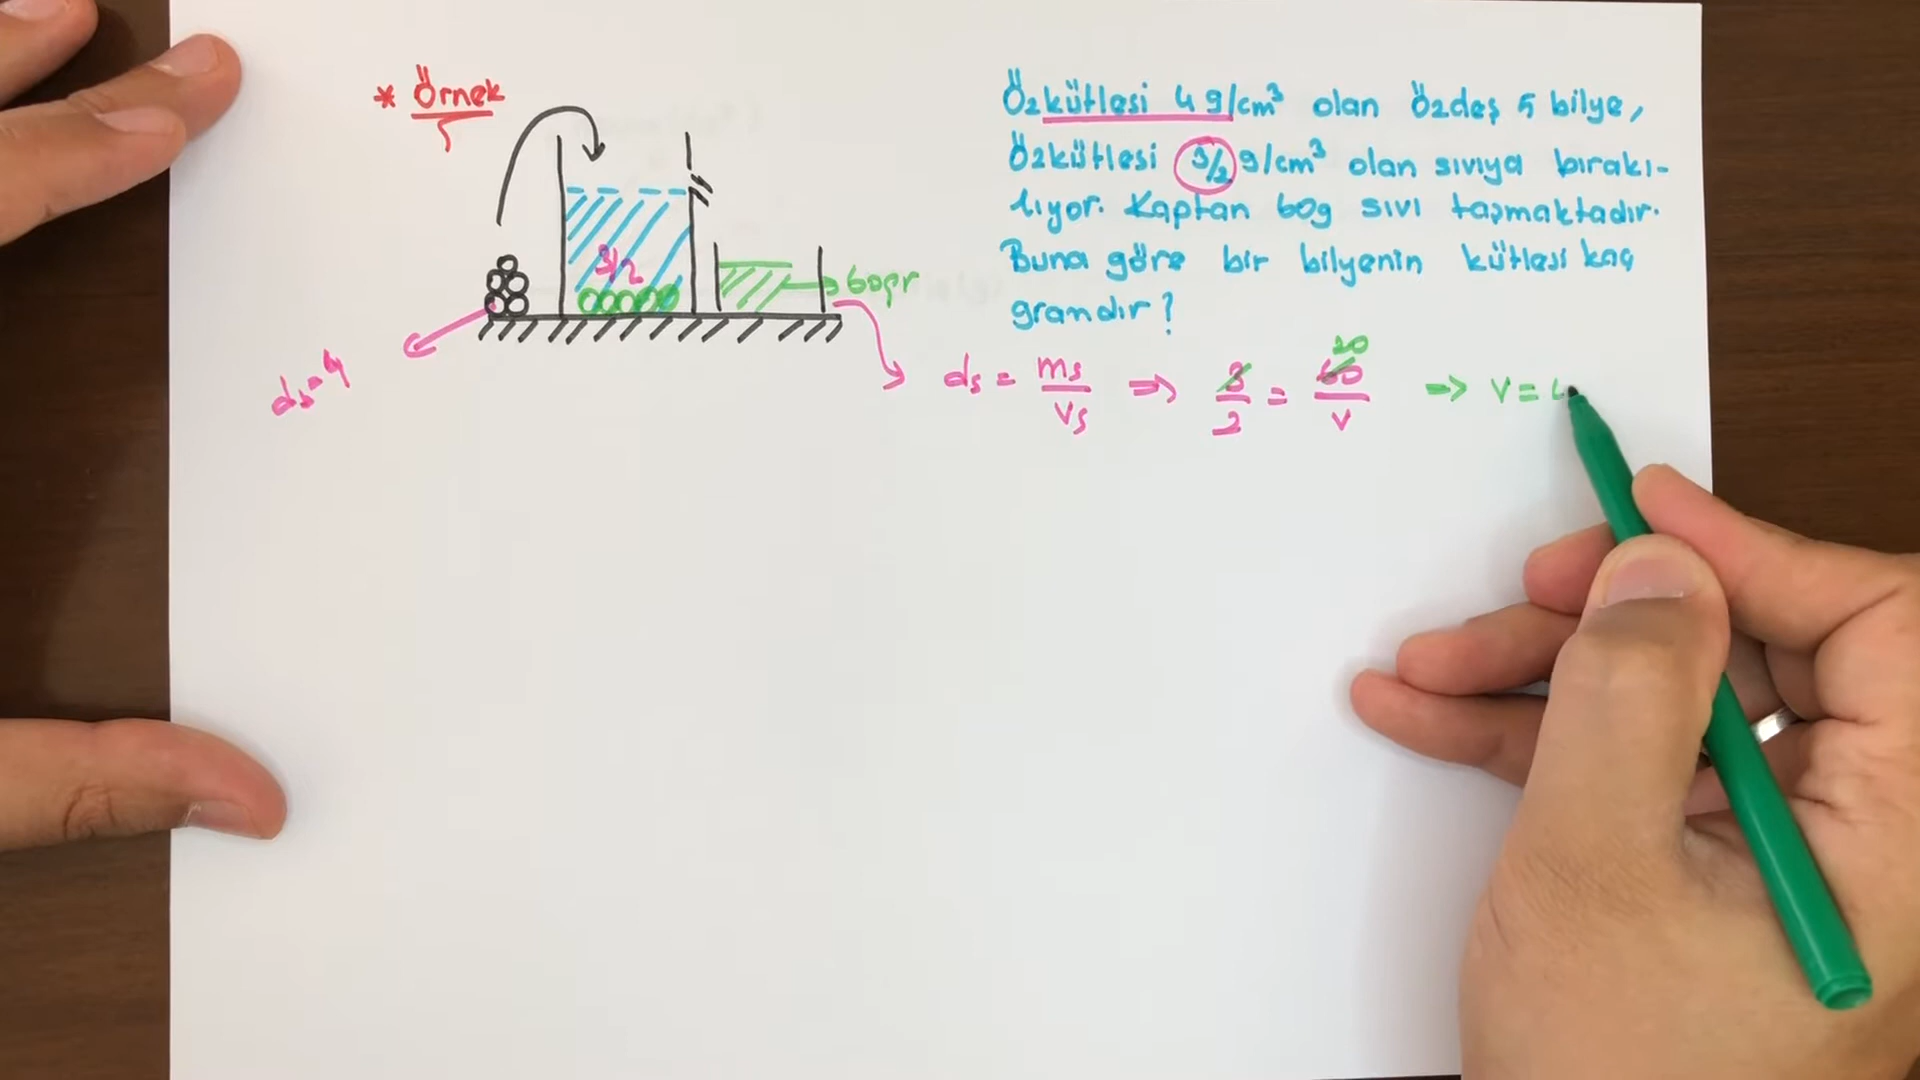 * Örnek
Özkütlesi 4 g/cm³ olan özdeş 5 bilye,
Özkütlesi 3/2 g/cm³ olan sıvıya bırakı-
lıyor. Kaptan 60g sıvı taşmaktadır.
Buna göre bir bilyenin kütlesi kaç
gramdır?
3/2
60gr
ds=4
ds = ms/Vs => 3/2 = 60/V => V=
20